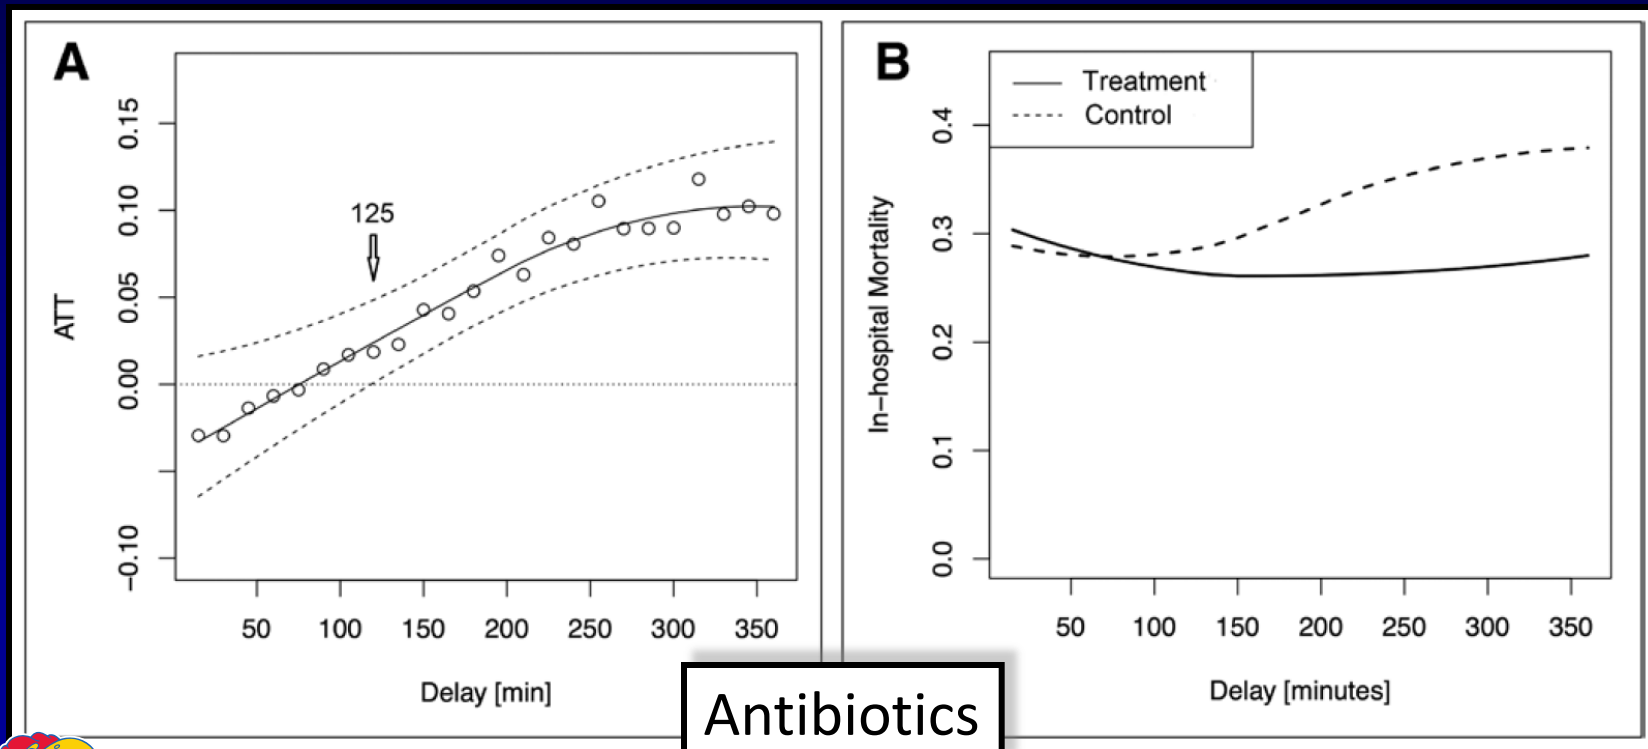 A
125
ATT
0.15
0.10
0.05
0.00
−0.10
50 100 150 200 250 300 350
Delay [min]
B
Treatment
Control
In−hospital Mortality
0.4
0.3
0.2
0.1
0.0
50 100 150 200 250 300 350
Delay [minutes]
Antibiotics